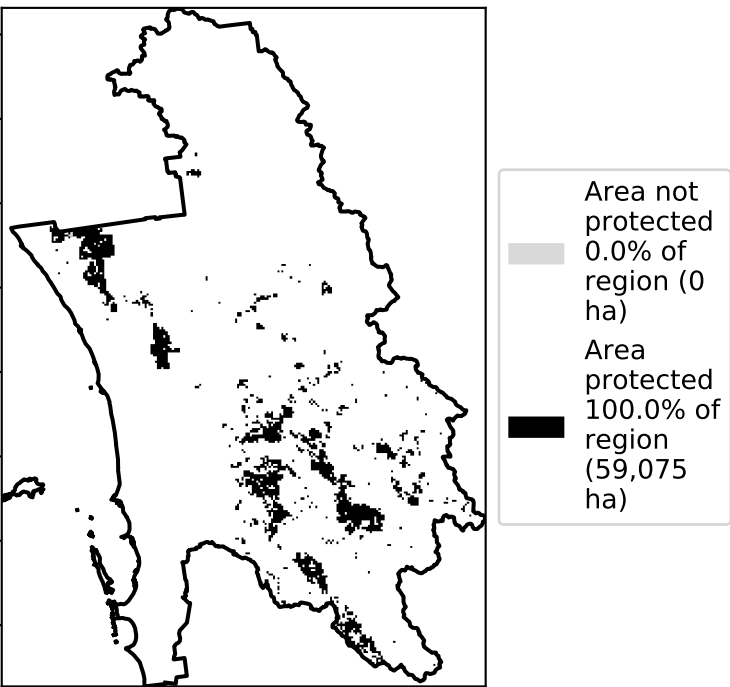 Area not
protected
0.0% of
region (0
ha)
Area
protected
100.0% of
region
(59,075
ha)